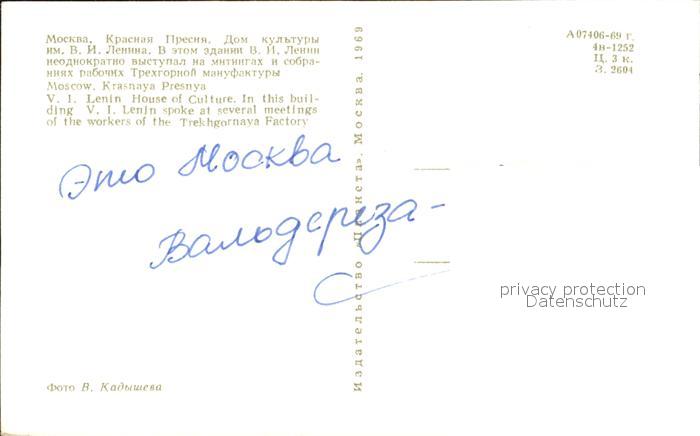 Москва. Красная Пресня. Дом культуры
им. В. И. Ленина. В этом здании В. И. Ленин
неоднократно выступал на митингах и собра-
ниях рабочих Трехгорной мануфактуры
Moscow. Krasnaya Presnya
V. I. Lenin House of Culture. In this buil-
ding V. I. Lenin spoke at several meetings
of the workers of the Trekhgornaya Factory
Это Москва
Фото В. Кадышева
Издательство «Планета». Москва. 1969
А07406-69 г.
4в-1252
Ц. 3 к.
З. 2604
privacy protection
Datenschutz